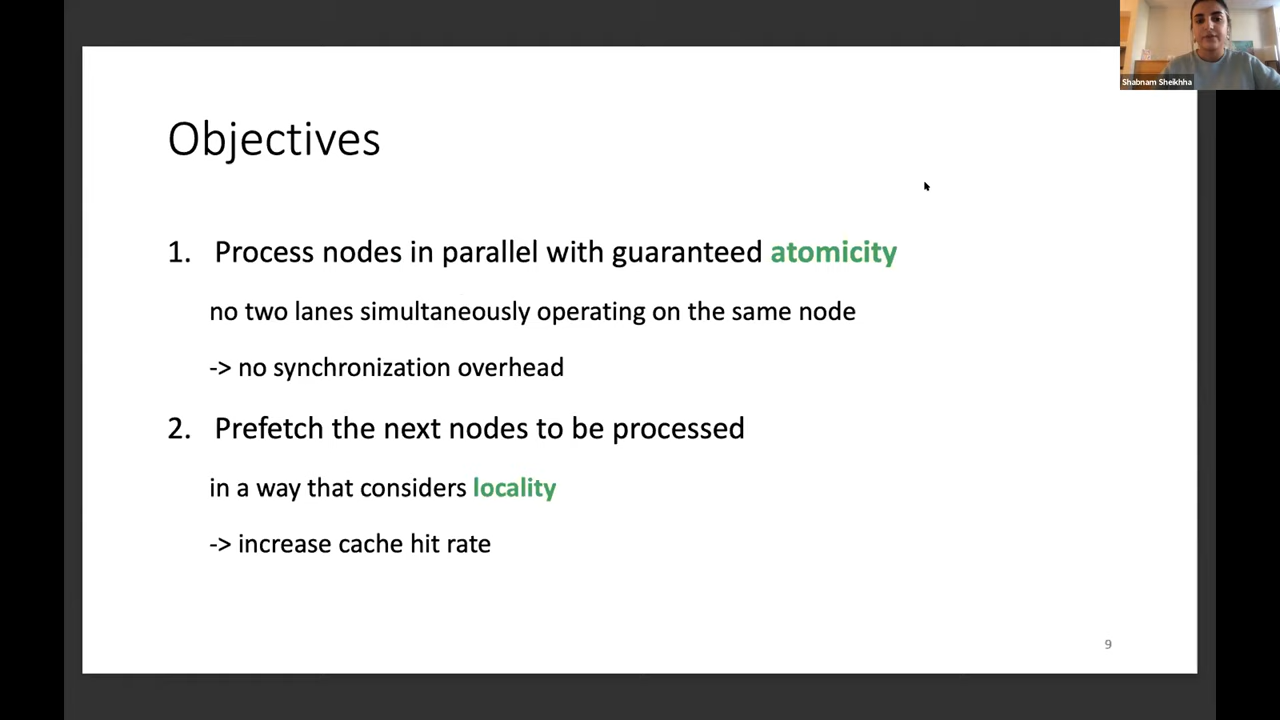 Shabnam Sheikhha
Objectives
1. Process nodes in parallel with guaranteed atomicity
no two lanes simultaneously operating on the same node
-> no synchronization overhead
2. Prefetch the next nodes to be processed
in a way that considers locality
-> increase cache hit rate
9